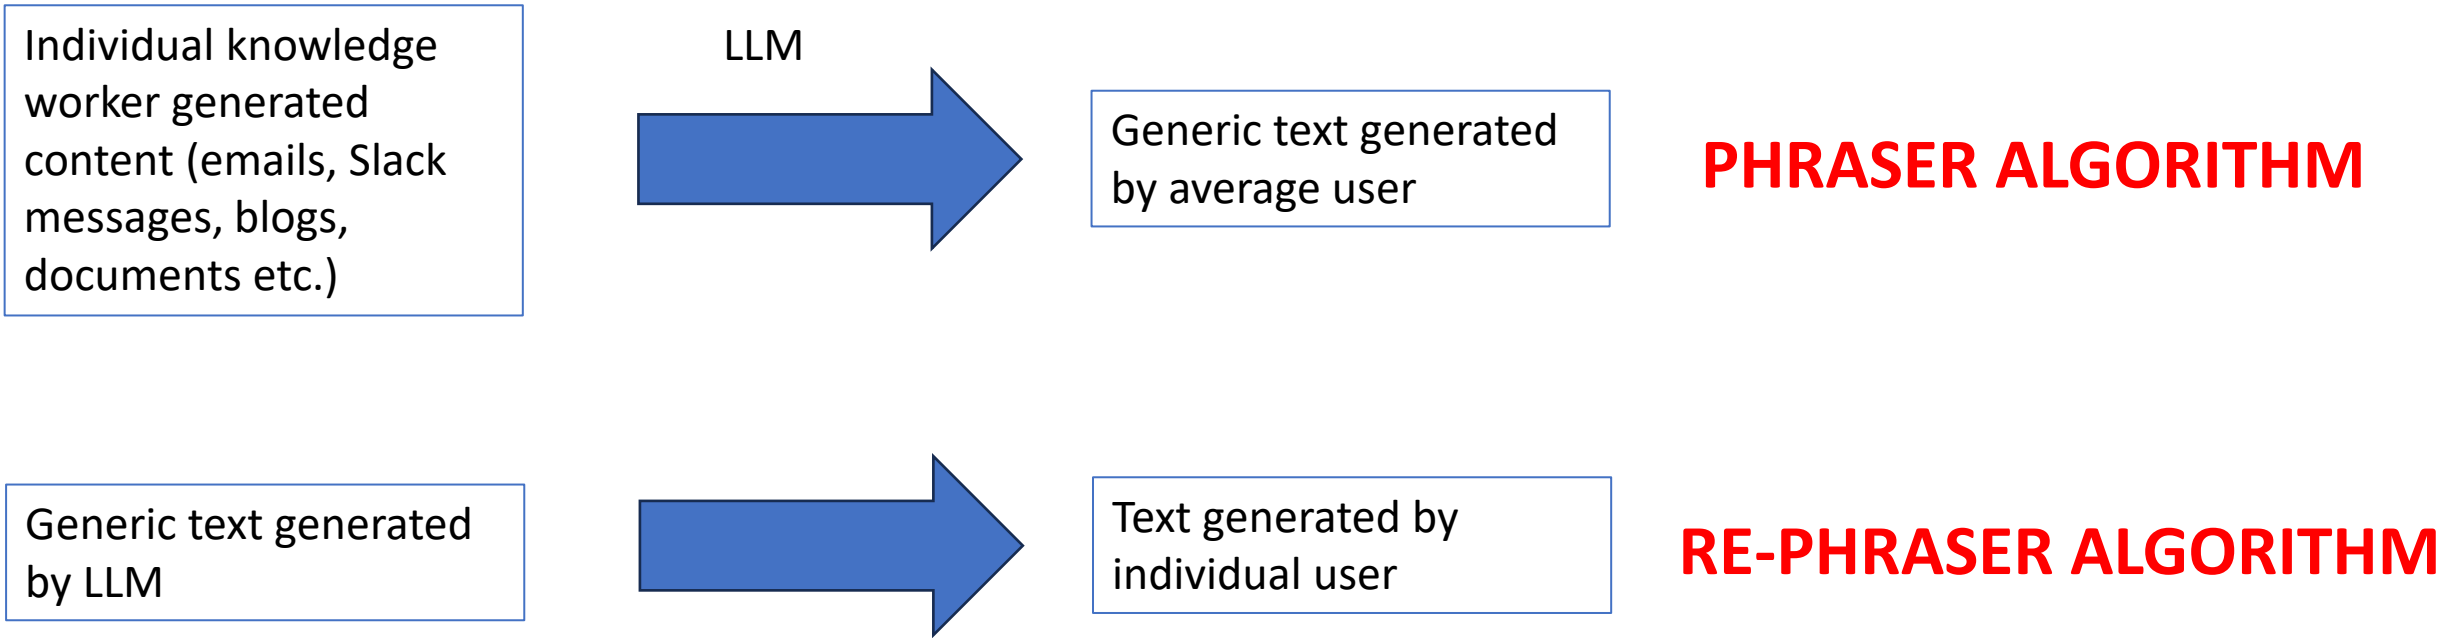 Individual knowledge
worker generated
content (emails, Slack
messages, blogs,
documents etc.)
LLM
Generic text generated
by average user
PHRASER ALGORITHM
Generic text generated
by LLM
Text generated by
individual user
RE-PHRASER ALGORITHM